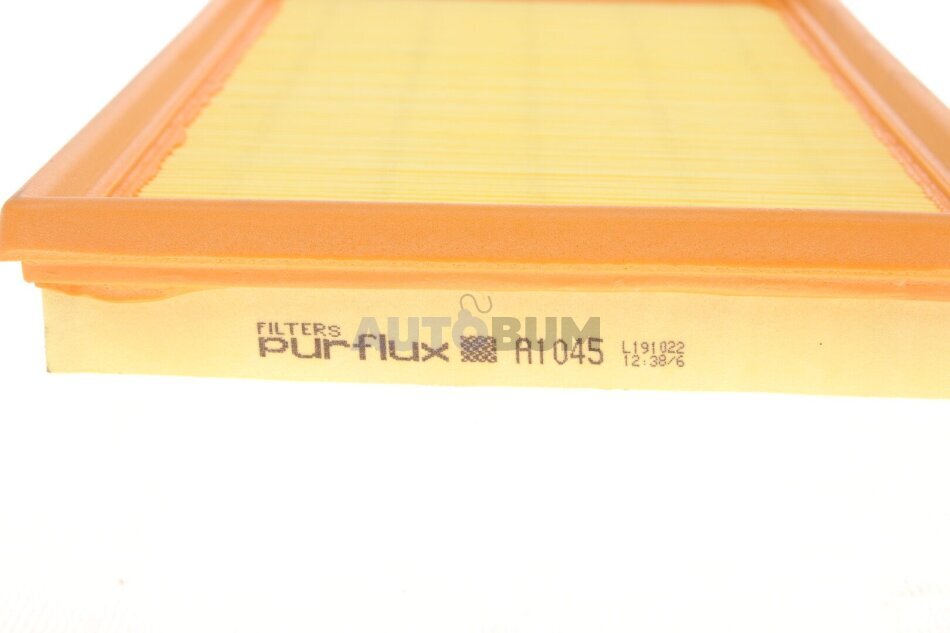 FILTERS
purflux A1045
L191022
12:38/6
AUTOBUM